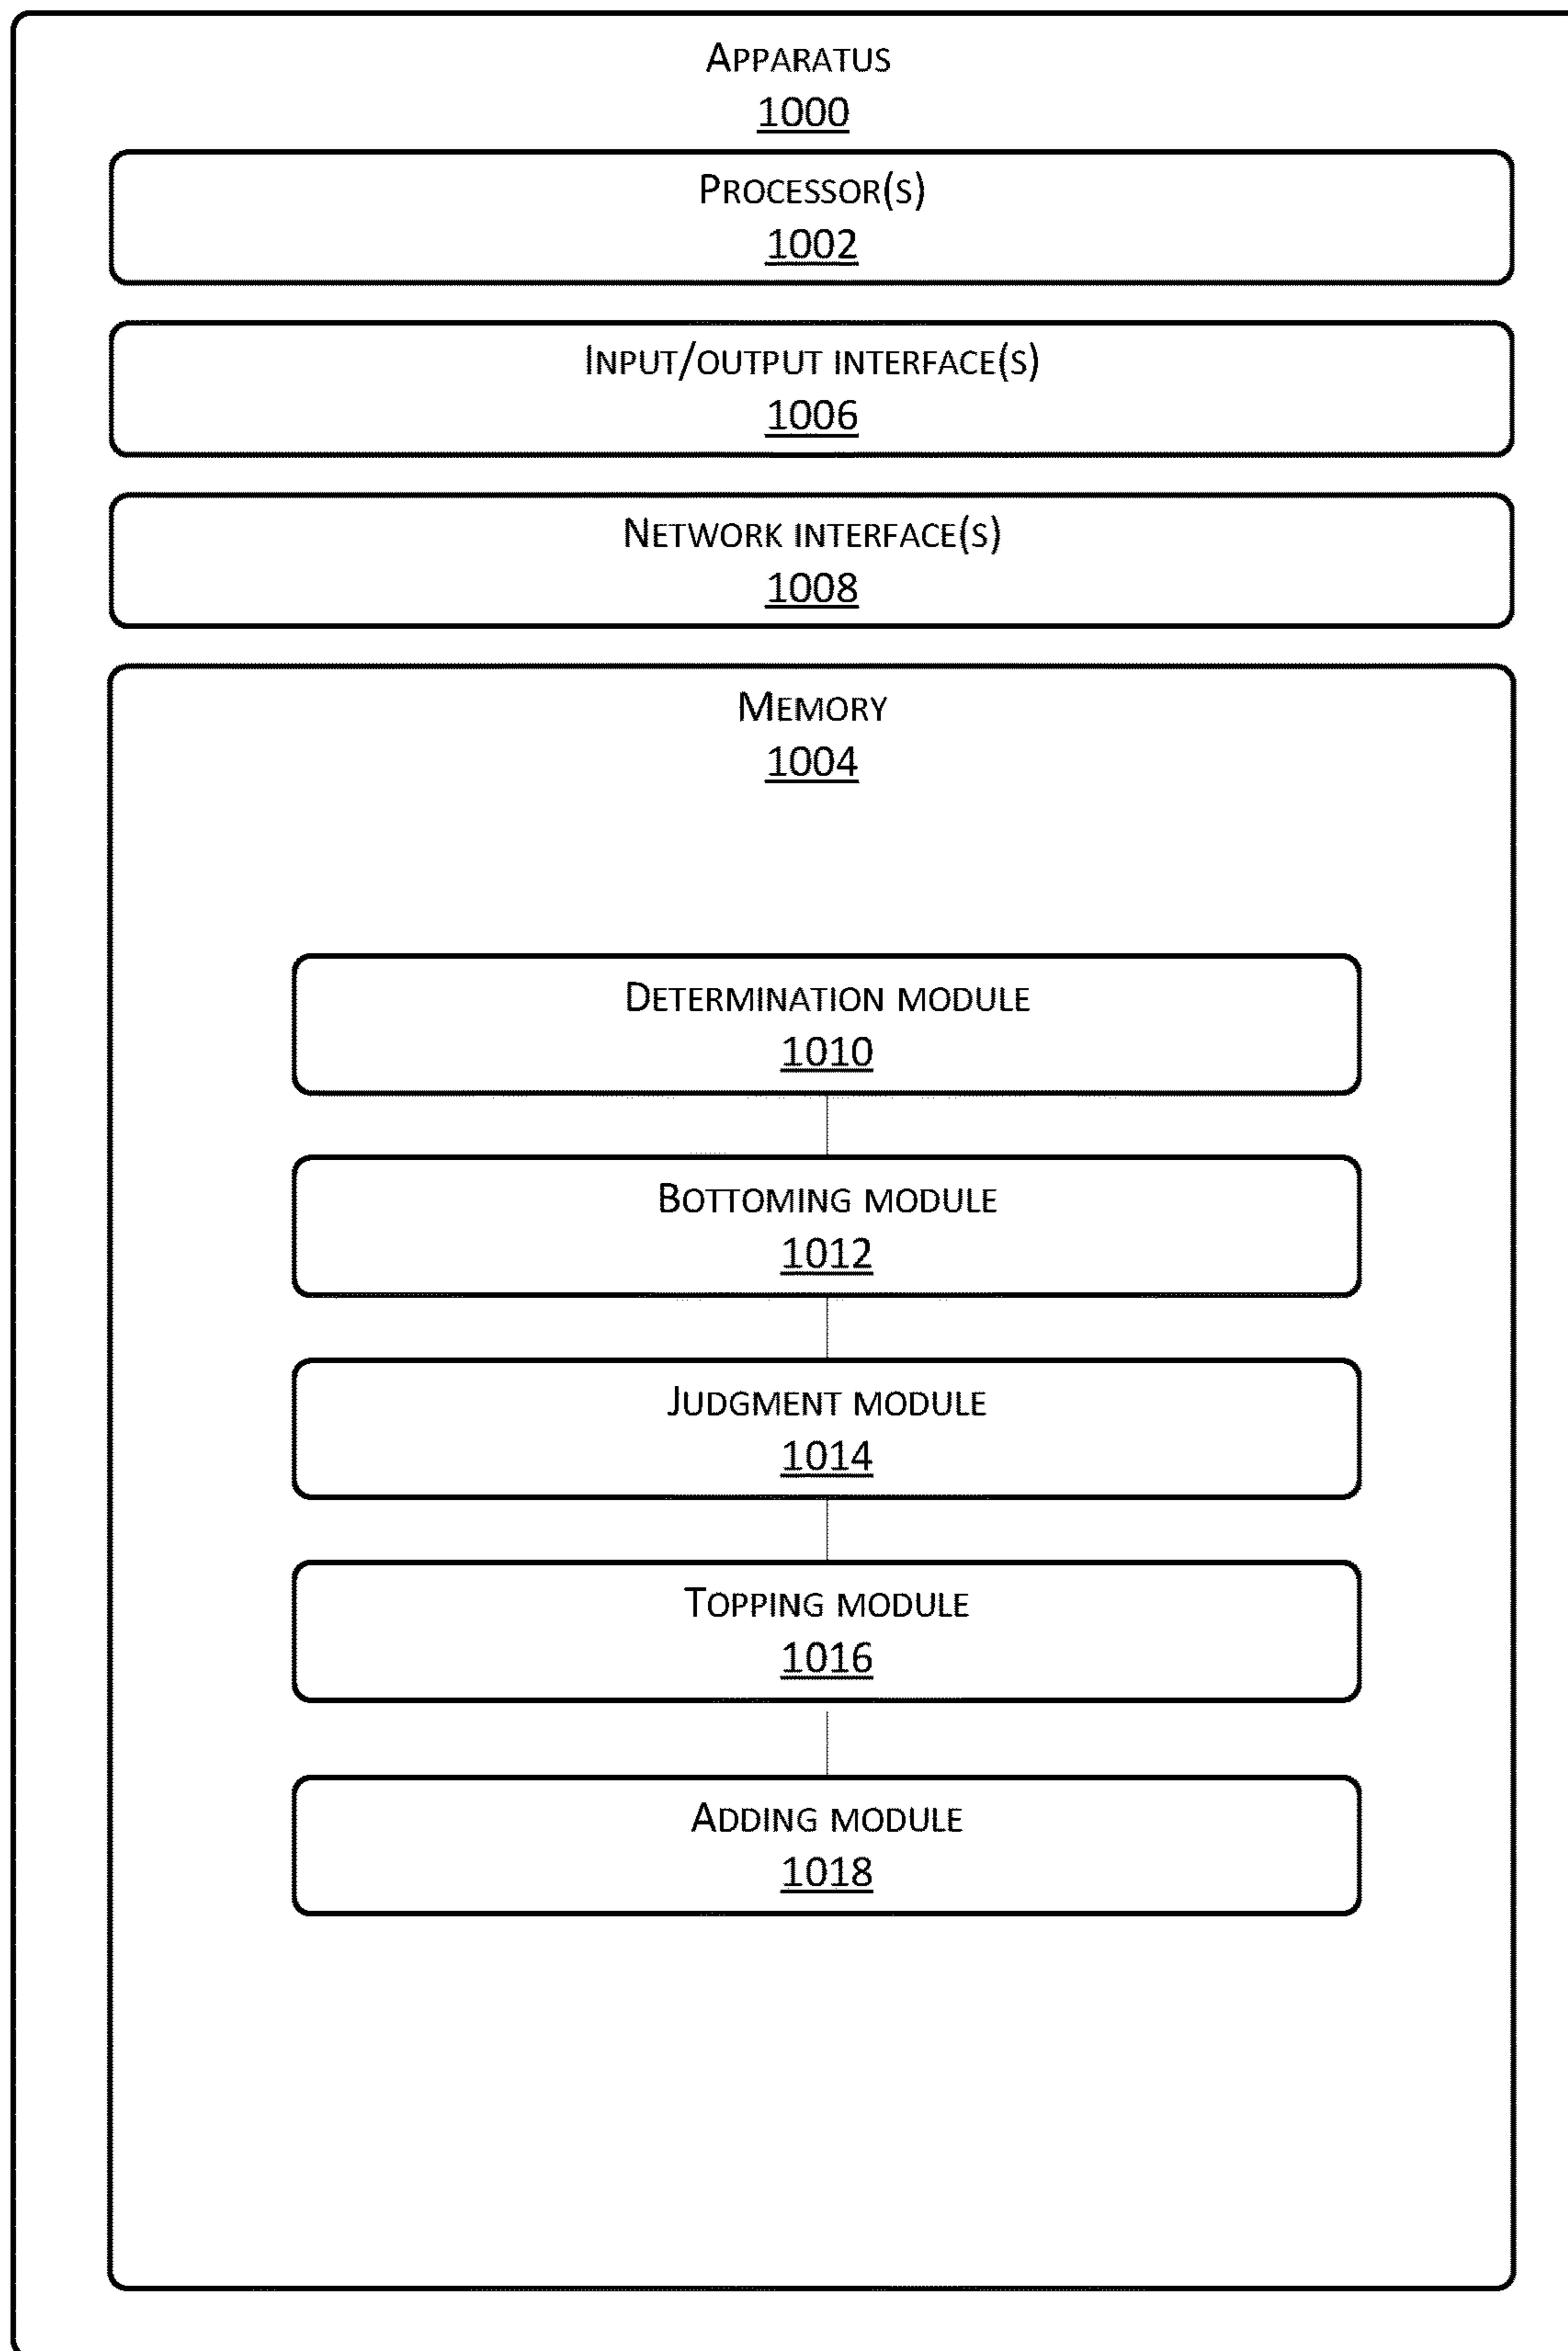 Apparatus
1000
Processor(s)
1002
Input/output interface(s)
1006
Network interface(s)
1008
Memory
1004
Determination module
1010
Bottoming module
1012
Judgment module
1014
Topping module
1016
Adding module
1018